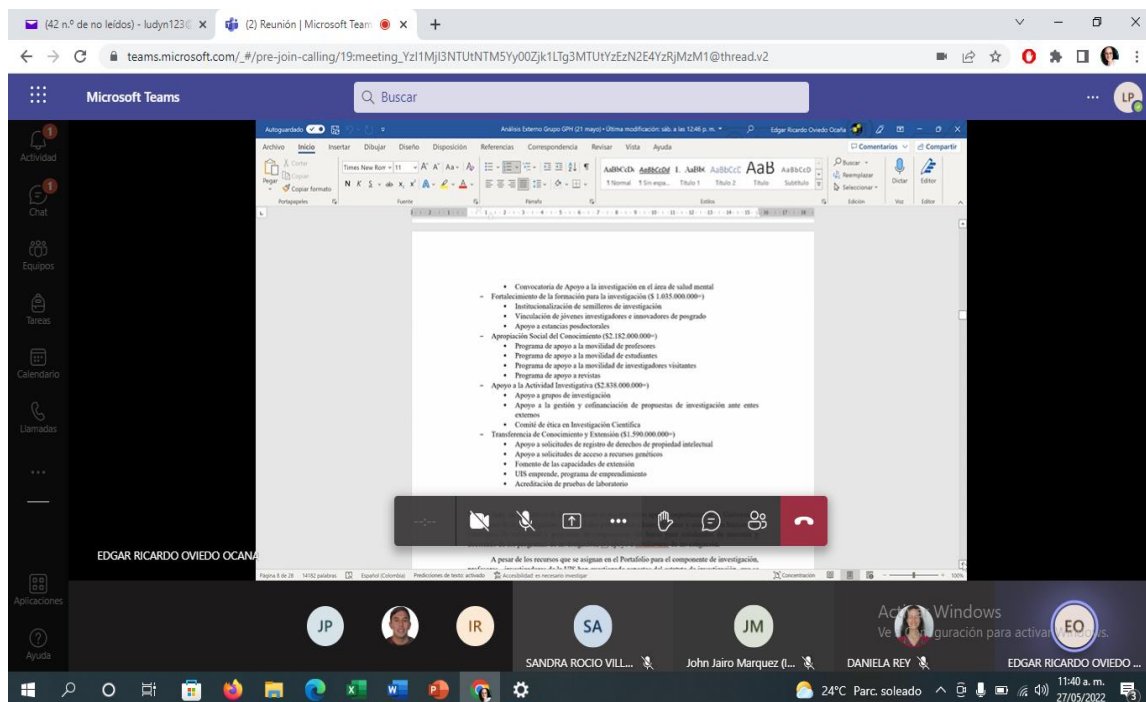 (42 n.º de no leídos) - ludyn123
(2) Reunión | Microsoft Team
teams.microsoft.com/_#/pre-join-calling/19:meeting_YzI1MjI3NTUtNTM5Yy00Zjk1LTg3MTUtYzEzN2E4YzRjMzM1@thread.v2
Microsoft Teams
Buscar
LP
Actividad
Chat
Equipos
Tareas
Calendario
Llamadas
Aplicaciones
Ayuda
Autoguardado
Análisis Externo Grupo GPH (21 mayo) • Última modificación: sáb. a las 12:46 p. m.
Edgar Ricardo Oviedo Ocaña
Archivo Inicio Insertar Dibujar Diseño Disposición Referencias Correspondencia Revisar Vista Ayuda
Comentarios
Compartir
Pegar
Cortar
Copiar
Copiar formato
Portapapeles
Times New Ron 11
Fuente
Párrafo
1 Normal
1 Sin espa...
Título 1
Título 2
Título
Subtítulo
Estilos
Buscar
Reemplazar
Seleccionar
Edición
Dictar
Voz
Editor
Editor
• Convocatoria de Apoyo a la investigación en el área de salud mental
- Fortalecimiento de la formación para la investigación ($ 1.035.000.000=)
• Institucionalización de semilleros de investigación
• Vinculación de jóvenes investigadores e innovadores de posgrado
• Apoyo a estancias posdoctorales
- Apropiación Social del Conocimiento ($2.182.000.000=)
• Programa de apoyo a la movilidad de profesores
• Programa de apoyo a la movilidad de estudiantes
• Programa de apoyo a la movilidad de investigadores visitantes
• Programa de apoyo a revistas
- Apoyo a la Actividad Investigativa ($2.838.000.000=)
• Apoyo a grupos de investigación
• Apoyo a la gestión y cofinanciación de propuestas de investigación ante entes
externos
• Comité de ética en Investigación Científica
- Transferencia de Conocimiento y Extensión ($1.590.000.000=)
• Apoyo a solicitudes de registro de derechos de propiedad intelectual
• Apoyo a solicitudes de acceso a recursos genéticos
• Fomento de las capacidades de extensión
• UIS emprende, programa de emprendimiento
• Acreditación de pruebas de laboratorio
--:--
A pesar de los recursos que se asignan en el Portafolio para el componente de investigación,
EDGAR RICARDO OVIEDO OCANA
Página 8 de 28 14182 palabras Español (Colombia) Predicciones de texto: activado Accesibilidad: es necesario investigar
Concentración
100%
JP
IR
SA
JM
EO
SANDRA ROCIO VILL...
John Jairo Marquez (I...
DANIELA REY
EDGAR RICARDO OVIEDO ...
Activar Windows
Ve a Configuración para activar Windows.
24°C Parc. soleado
11:40 a. m.
27/05/2022
3